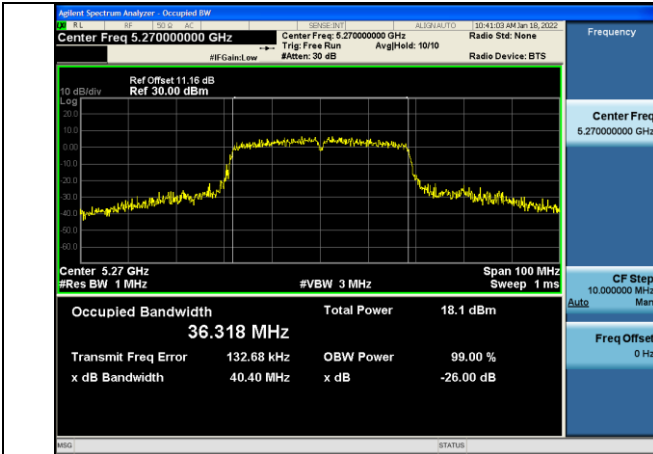 Agilent Spectrum Analyzer - Occupied BW
RL RF 50 Ω AC SENSE:INT ALIGNAUTO 10:41:03 AM Jan 18, 2022
Center Freq 5.270000000 GHz Center Freq: 5.270000000 GHz Radio Std: None
Trig: Free Run Avg|Hold: 10/10
#IFGain:Low #Atten: 30 dB Radio Device: BTS
Ref Offset 11.16 dB
10 dB/div Ref 30.00 dBm
Log
20.0
10.0
0.00
-10.0
-20.0
-30.0
-40.0
-50.0
-60.0
Center 5.27 GHz Span 100 MHz
#Res BW 1 MHz #VBW 3 MHz Sweep 1 ms
Occupied Bandwidth Total Power 18.1 dBm
36.318 MHz
Transmit Freq Error 132.68 kHz OBW Power 99.00 %
x dB Bandwidth 40.40 MHz x dB -26.00 dB
MSG STATUS
Frequency
Center Freq
5.270000000 GHz
CF Step
10.000000 MHz
Auto Man
Freq Offset
0 Hz